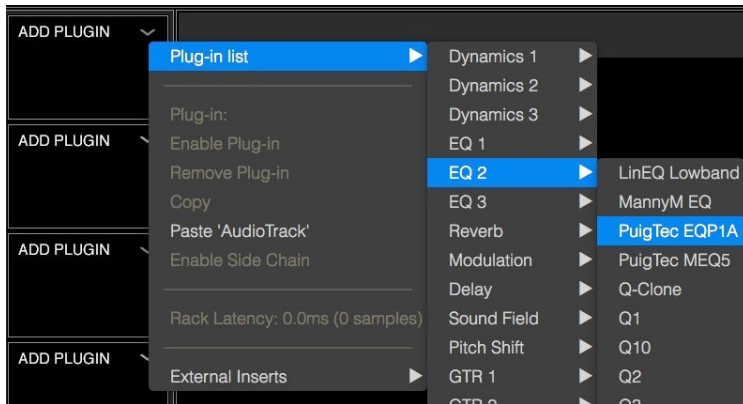 ADD PLUGIN
ADD PLUGIN
ADD PLUGIN
ADD PLUGIN
Plug-in list
Plug-in:
Enable Plug-in
Remove Plug-in
Copy
Paste 'AudioTrack'
Enable Side Chain
Rack Latency: 0.0ms (0 samples)
External Inserts
Dynamics 1
Dynamics 2
Dynamics 3
EQ 1
EQ 2
EQ 3
Reverb
Modulation
Delay
Sound Field
Pitch Shift
GTR 1
GTR 2
LinEQ Lowband
MannyM EQ
PuigTec EQP1A
PuigTec MEQ5
Q-Clone
Q1
Q10
Q2
Q3